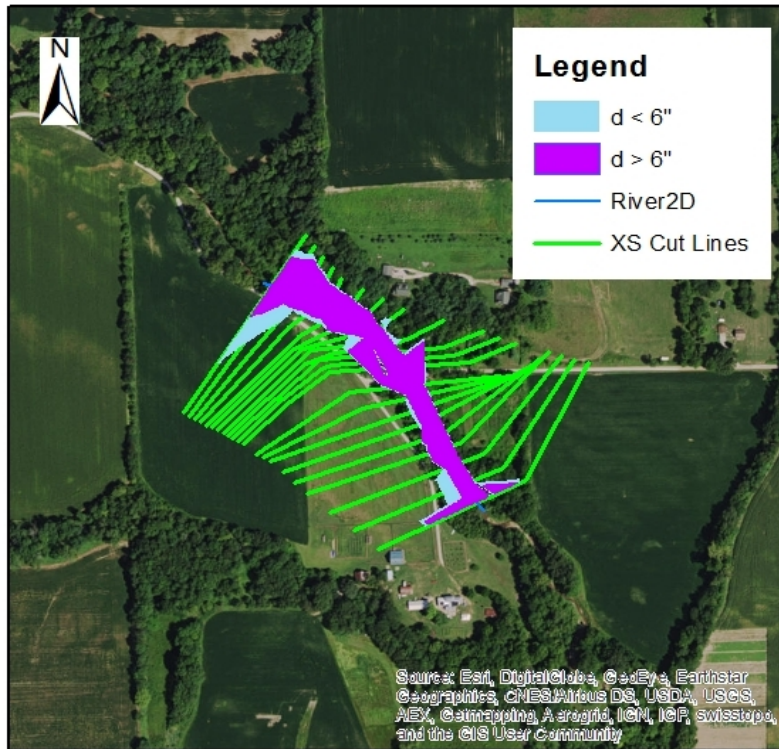 N
Legend
d < 6"
d > 6"
River2D
XS Cut Lines
Source: Esri, DigitalGlobe, GeoEye, Earthstar
Geographics, CNES/Airbus DS, USDA, USGS,
AEX, Getmapping, Aerogrid, IGN, IGP, swisstopo,
and the GIS User Community